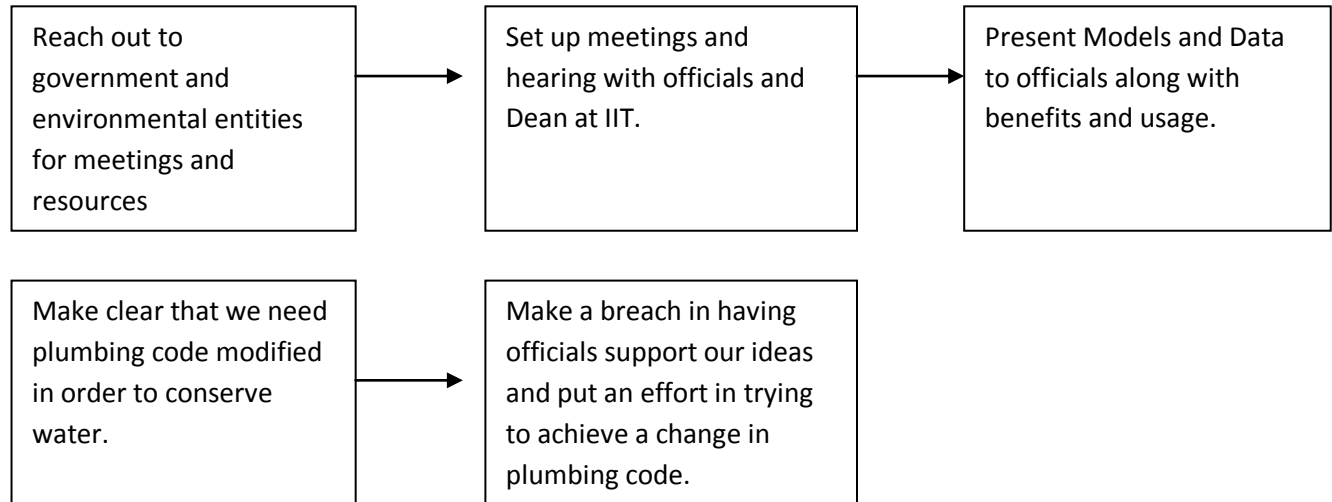 Reach out to
government and
environmental entities
for meetings and
resources
Set up meetings and
hearing with officials and
Dean at IIT.
Present Models and Data
to officials along with
benefits and usage.
Make clear that we need
plumbing code modified
in order to conserve
water.
Make a breach in having
officials support our ideas
and put an effort in trying
to achieve a change in
plumbing code.